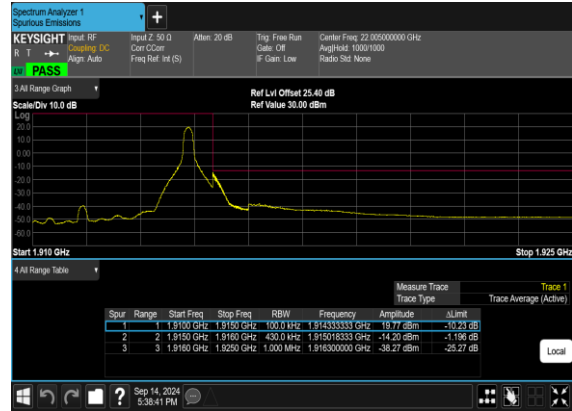 Spectrum Analyzer 1
Spurious Emissions
KEYSIGHT Input: RF Input Z: 50 Ω Atten: 20 dB Trig: Free Run Center Freq: 22.005000000 GHz
R T Coupling: DC Corr CCorr Gate: Off Avg|Hold: 1000/1000
Align: Auto Freq Ref: Int (S) IF Gain: Low Radio Std: None
PASS
3 All Range Graph
Ref Lvl Offset 25.40 dB
Scale/Div 10.0 dB Ref Value 30.00 dBm
Log
20.0
10.0
0.00
-10.0
-20.0
-30.0
-40.0
-50.0
-60.0
Start 1.910 GHz Stop 1.925 GHz
4 All Range Table
Measure Trace Trace 1
Trace Type Trace Average (Active)
Spur Range Start Freq Stop Freq RBW Frequency Amplitude ΔLimit
1 1 1.9100 GHz 1.9150 GHz 100.0 kHz 1.914333333 GHz 19.77 dBm -10.23 dB
2 2 1.9150 GHz 1.9160 GHz 430.0 kHz 1.915018333 GHz -14.20 dBm -1.196 dB
3 3 1.9160 GHz 1.9250 GHz 1.000 MHz 1.916300000 GHz -38.27 dBm -25.27 dB
Local
Sep 14, 2024
5:38:41 PM